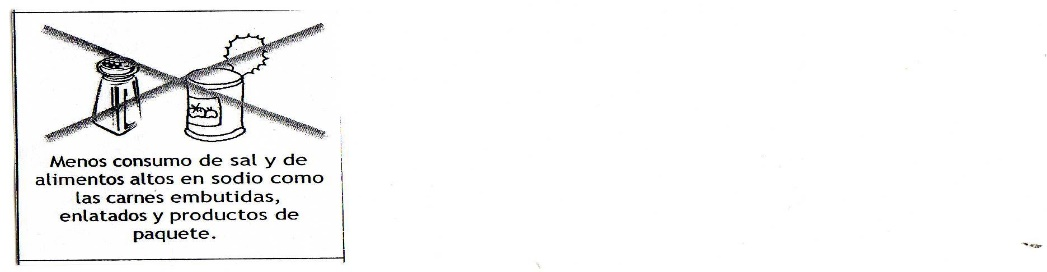 Menos consumo de sal y de
alimentos altos en sodio como
las carnes embutidas,
enlatados y productos de
paquete.